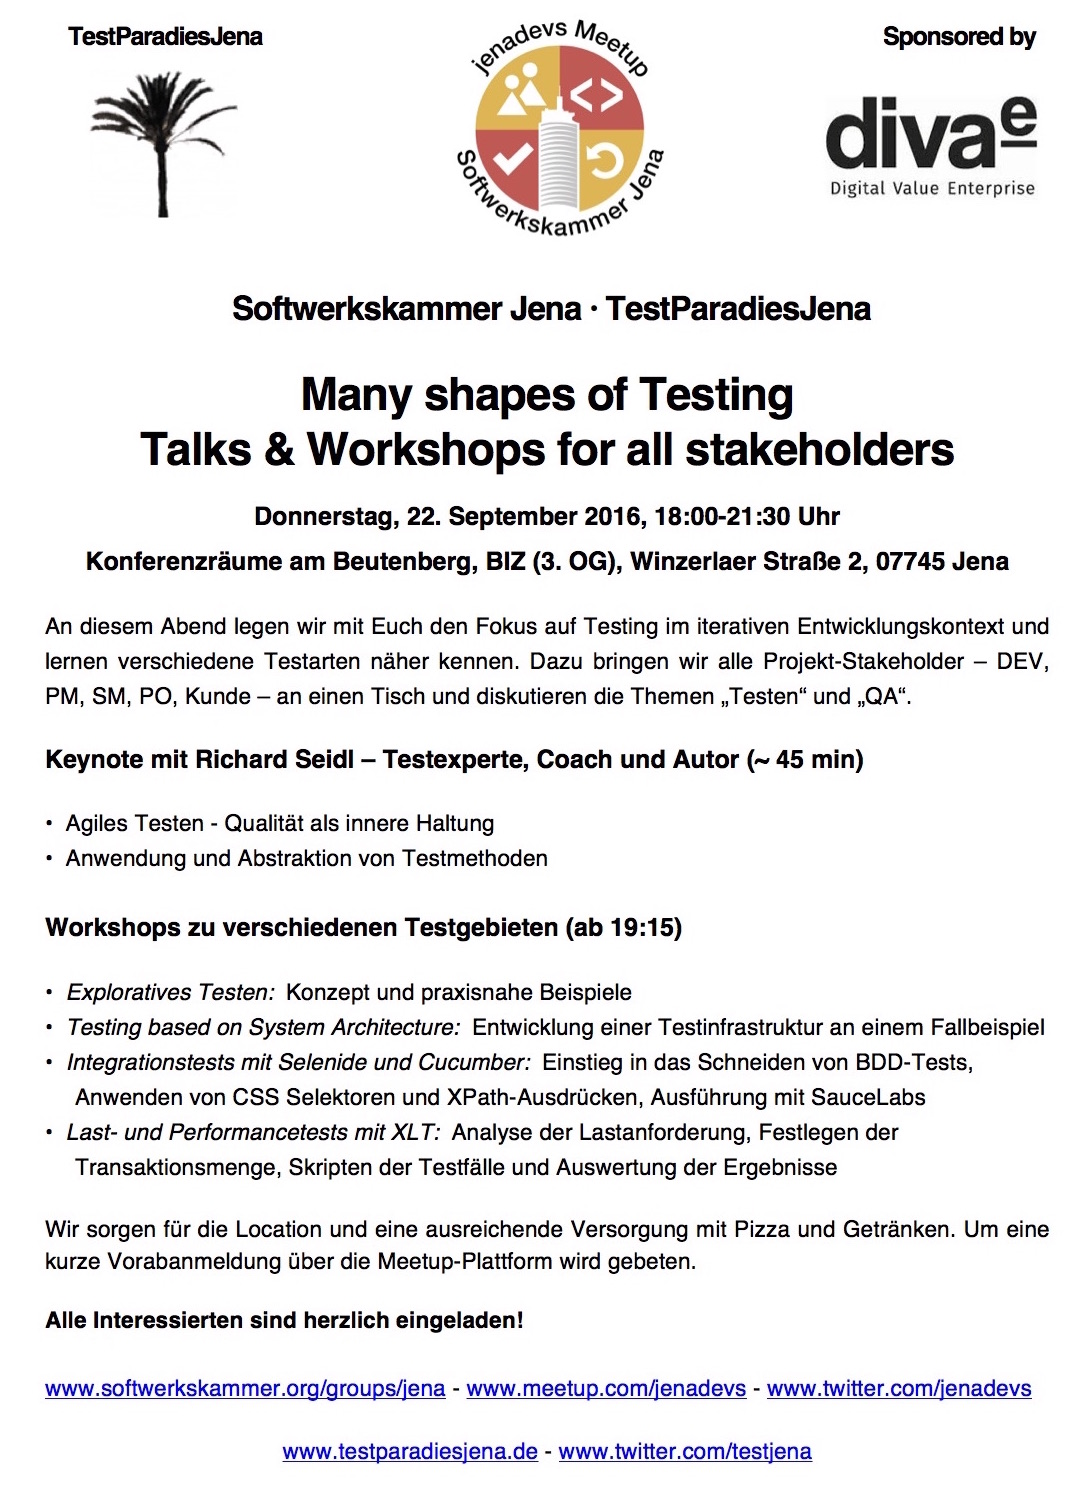 TestParadiesJena
jenadevs Meetup
Softwerkskammer Jena
Sponsored by
divae
Digital Value Enterprise
Softwerkskammer Jena · TestParadiesJena
Many shapes of Testing
Talks & Workshops for all stakeholders
Donnerstag, 22. September 2016, 18:00-21:30 Uhr
Konferenzräume am Beutenberg, BIZ (3. OG), Winzerlaer Straße 2, 07745 Jena
An diesem Abend legen wir mit Euch den Fokus auf Testing im iterativen Entwicklungskontext und
lernen verschiedene Testarten näher kennen. Dazu bringen wir alle Projekt-Stakeholder – DEV,
PM, SM, PO, Kunde – an einen Tisch und diskutieren die Themen „Testen“ und „QA“.
Keynote mit Richard Seidl – Testexperte, Coach und Autor (~ 45 min)
• Agiles Testen - Qualität als innere Haltung
• Anwendung und Abstraktion von Testmethoden
Workshops zu verschiedenen Testgebieten (ab 19:15)
• Exploratives Testen: Konzept und praxisnahe Beispiele
• Testing based on System Architecture: Entwicklung einer Testinfrastruktur an einem Fallbeispiel
• Integrationstests mit Selenide und Cucumber: Einstieg in das Schneiden von BDD-Tests,
Anwenden von CSS Selektoren und XPath-Ausdrücken, Ausführung mit SauceLabs
• Last- und Performancetests mit XLT: Analyse der Lastanforderung, Festlegen der
Transaktionsmenge, Skripten der Testfälle und Auswertung der Ergebnisse
Wir sorgen für die Location und eine ausreichende Versorgung mit Pizza und Getränken. Um eine
kurze Vorabanmeldung über die Meetup-Plattform wird gebeten.
Alle Interessierten sind herzlich eingeladen!
www.softwerkskammer.org/groups/jena - www.meetup.com/jenadevs - www.twitter.com/jenadevs
www.testparadiesjena.de - www.twitter.com/testjena